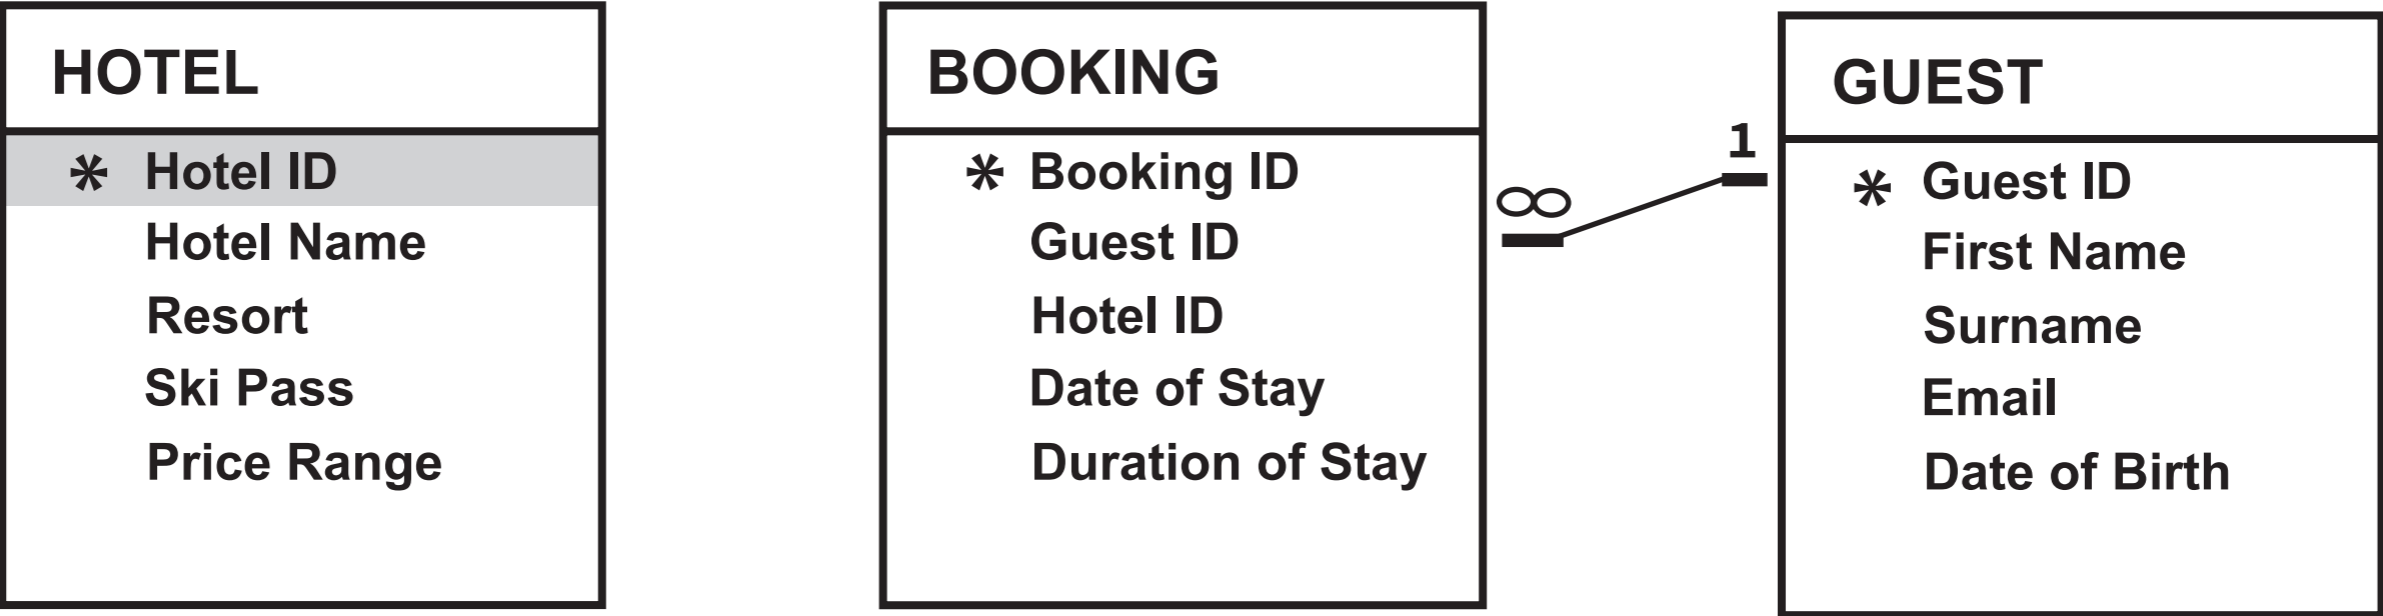 HOTEL
* Hotel ID
Hotel Name
Resort
Ski Pass
Price Range
BOOKING
* Booking ID
Guest ID
Hotel ID
Date of Stay
Duration of Stay
∞
1
GUEST
* Guest ID
First Name
Surname
Email
Date of Birth